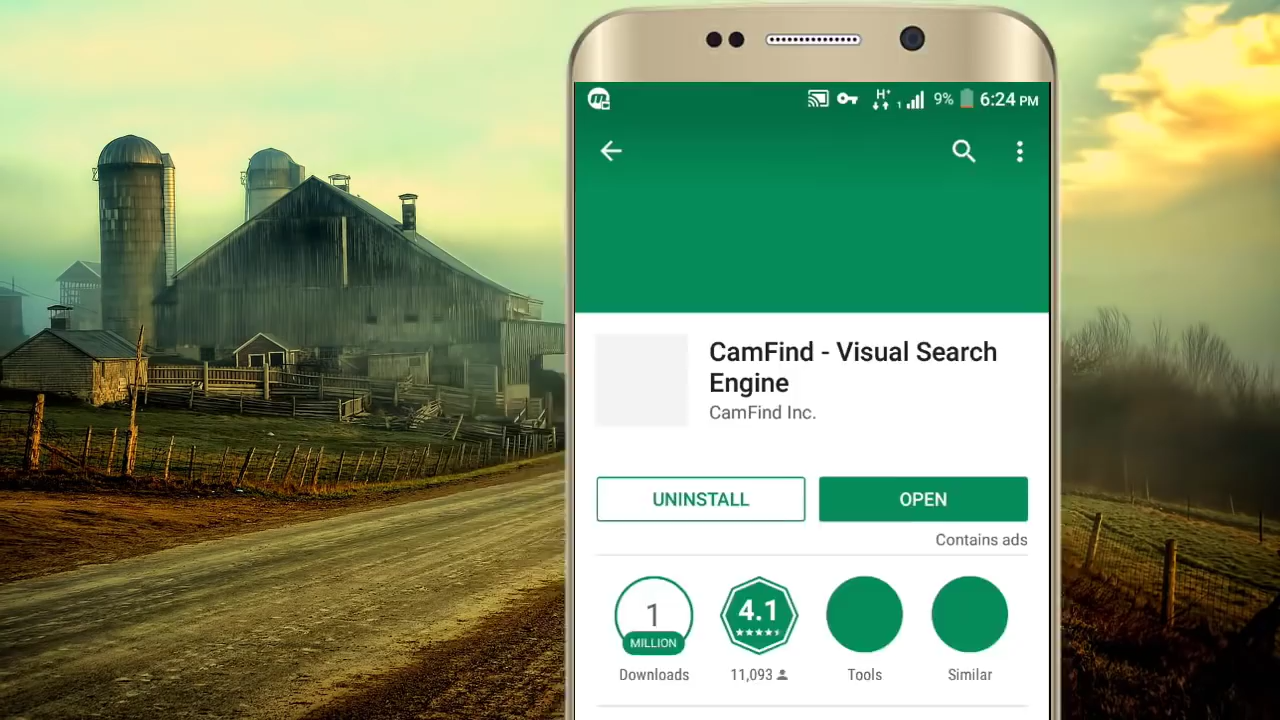 H+
1
9%
6:24 PM
CamFind - Visual Search
Engine
CamFind Inc.
UNINSTALL
OPEN
Contains ads
1
MILLION
4.1
Downloads
11,093
Tools
Similar